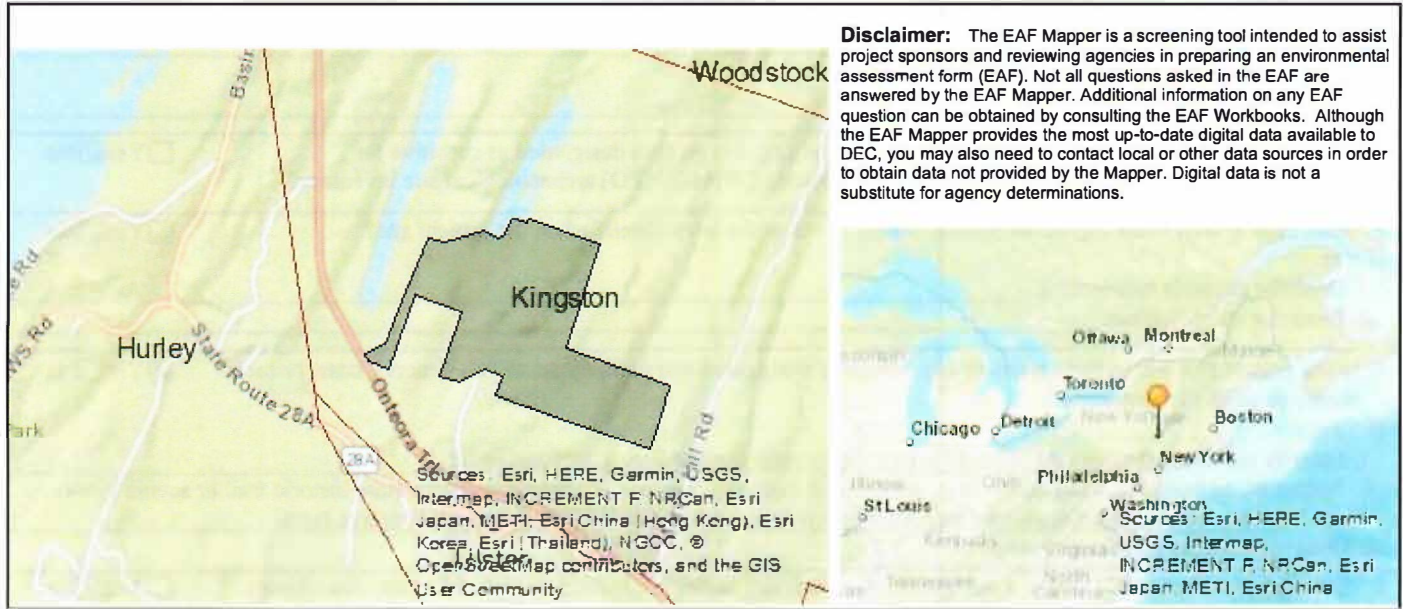 Disclaimer: The EAF Mapper is a screening tool intended to assist
project sponsors and reviewing agencies in preparing an environmental
assessment form (EAF). Not all questions asked in the EAF are
answered by the EAF Mapper. Additional information on any EAF
question can be obtained by consulting the EAF Workbooks. Although
the EAF Mapper provides the most up-to-date digital data available to
DEC, you may also need to contact local or other data sources in order
to obtain data not provided by the Mapper. Digital data is not a
substitute for agency determinations.
Basin
Woodstock
Kingston
Hurley
State Route 28A
28A
Onteora Trl
Hill Rd
Park
Ulster
Sources: Esri, HERE, Garmin, USGS,
Intermap, INCREMENT P, NRCan, Esri
Japan, METI, Esri China (Hong Kong), Esri
Korea, Esri (Thailand), NGCC, ©
OpenStreetMap contributors, and the GIS
User Community
Ottawa
Montreal
Toronto
Chicago
Detroit
Boston
New York
Philadelphia
St Louis
Washington
Sources: Esri, HERE, Garmin,
USGS, Intermap,
INCREMENT P, NRCan, Esri
Japan, METI, Esri China